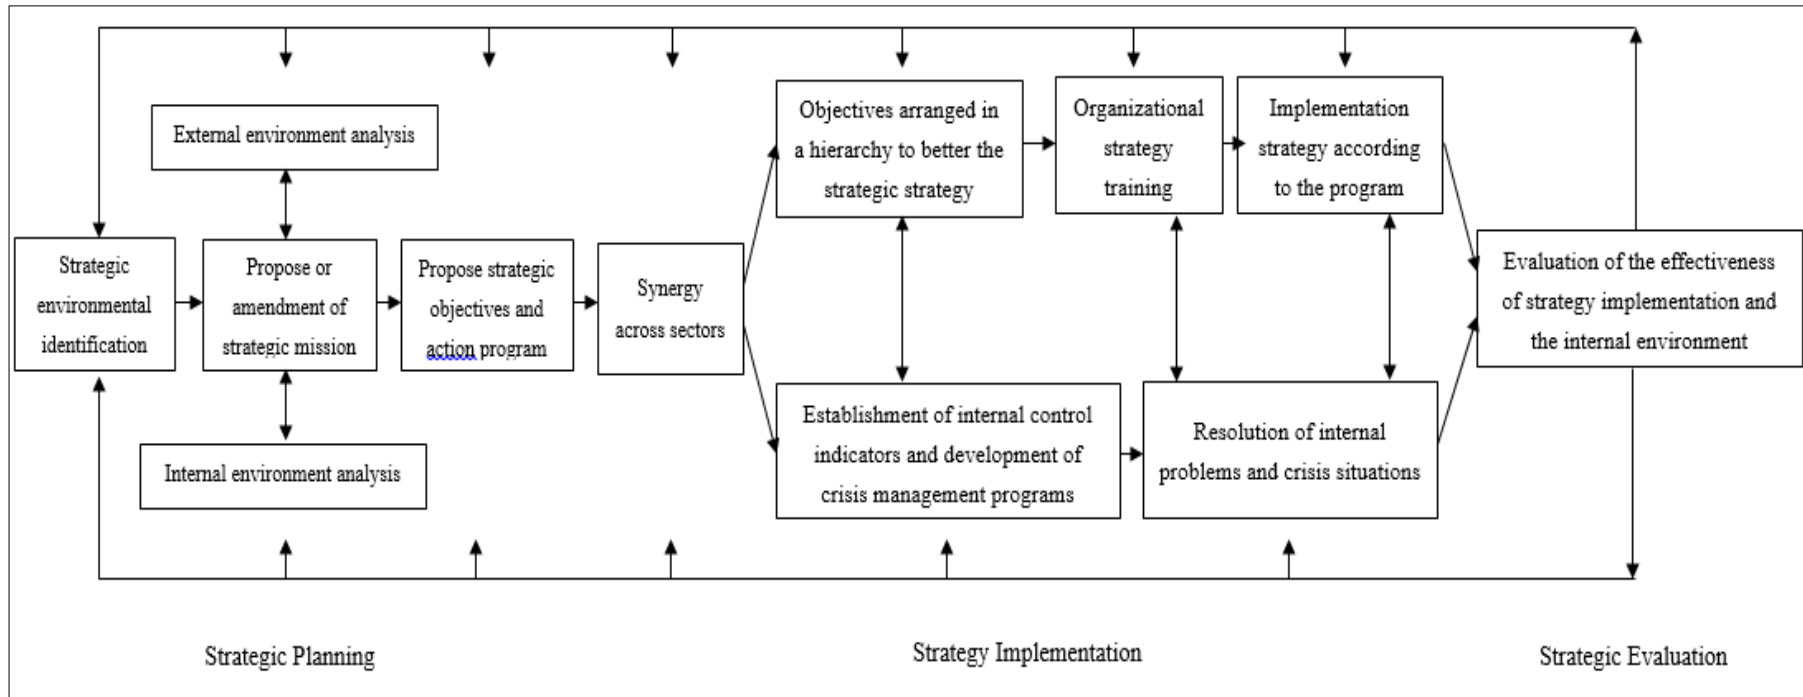 External environment analysis
Strategic
environmental
identification
Propose or
amendment of
strategic mission
Internal environment analysis
Propose strategic
objectives and
action program
Synergy
across sectors
Objectives arranged in
a hierarchy to better the
strategic strategy
Organizational
strategy
training
Implementation
strategy according
to the program
Establishment of internal control
indicators and development of
crisis management programs
Resolution of internal
problems and crisis situations
Evaluation of the effectiveness
of strategy implementation and
the internal environment
Strategic Planning
Strategy Implementation
Strategic Evaluation